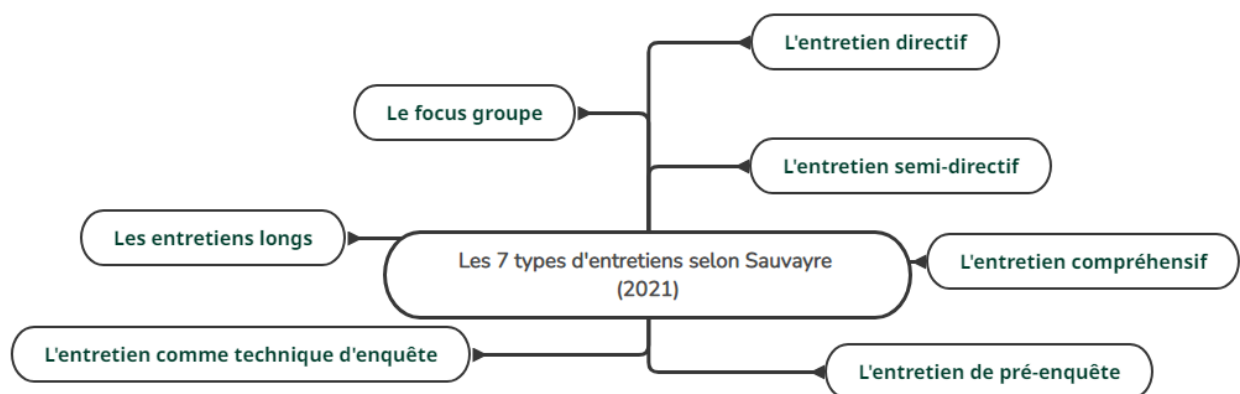 L'entretien directif
Le focus groupe
L'entretien semi-directif
Les entretiens longs
Les 7 types d'entretiens selon Sauvayre
(2021)
L'entretien compréhensif
L'entretien comme technique d'enquête
L'entretien de pré-enquête